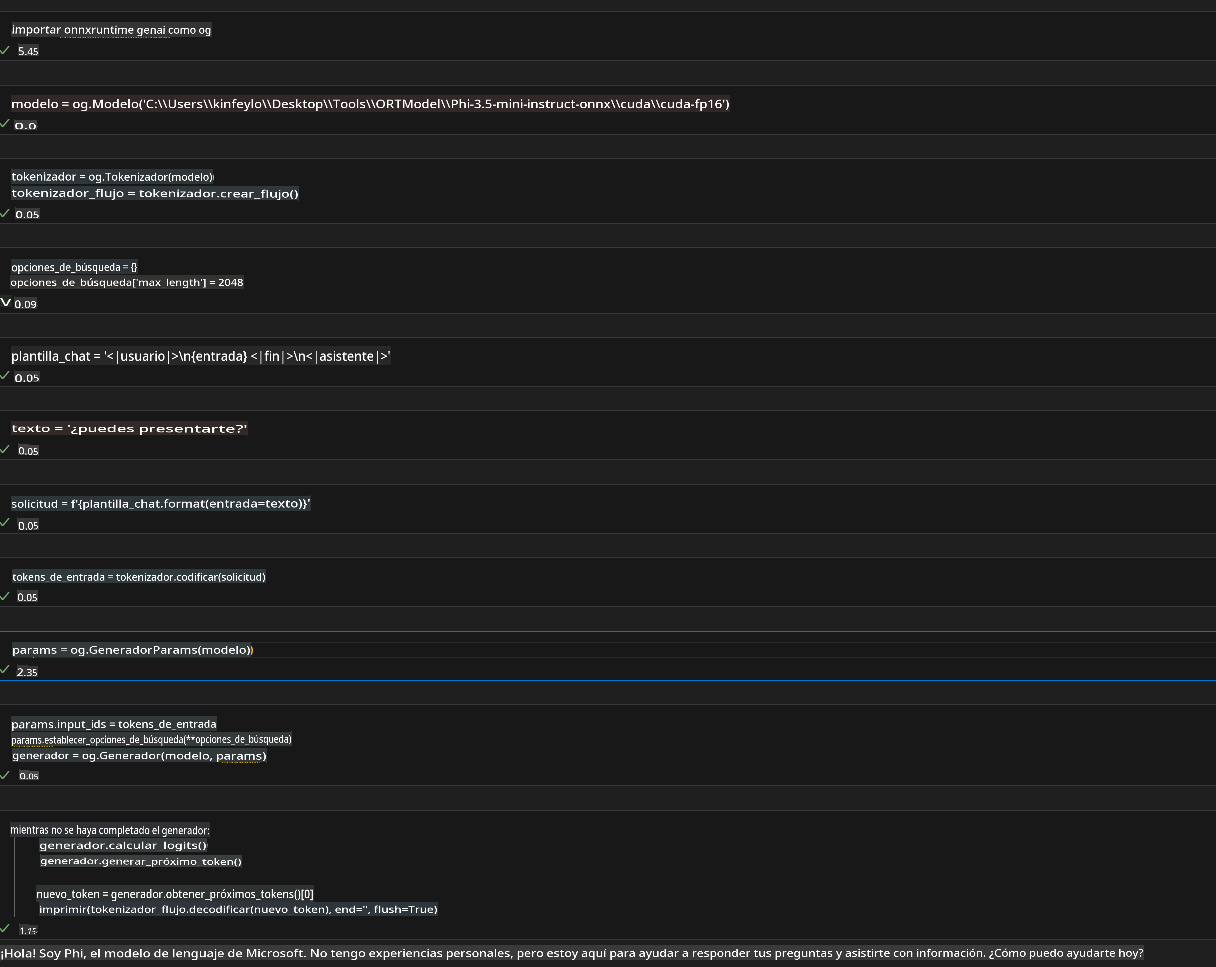 importar onnxruntime genai como og
5.45
modelo = og.Modelo('C:\\Users\\kinfeylo\\Desktop\\Tools\\ORTModel\\Phi-3.5-mini-instruct-onnx\\cuda\\cuda-fp16')
0.0
tokenizador = og.Tokenizador(modelo)
tokenizador_flujo = tokenizador.crear_flujo()
0.05
opciones_de_búsqueda = {}
opciones_de_búsqueda['max_length'] = 2048
0.09
plantilla_chat = '<|usuario|>\n{entrada} <|fin|>\n<|asistente|>'
0.05
texto = '¿puedes presentarte?'
0.05
solicitud = f'{plantilla_chat.format(entrada=texto)}'
0.05
tokens_de_entrada = tokenizador.codificar(solicitud)
0.05
params = og.GeneradorParams(modelo))
2.35
params.input_ids = tokens_de_entrada
params.establecer_opciones_de_búsqueda(**opciones_de_búsqueda)
generador = og.Generador(modelo, params)
0.05
mientras no se haya completado el generador:
generador.calcular_logits()
generador.generar_próximo_token()
nuevo_token = generador.obtener_próximos_tokens()[0]
imprimir(tokenizador_flujo.decodificar(nuevo_token), end='', flush=True)
¡Hola! Soy Phi, el modelo de lenguaje de Microsoft. No tengo experiencias personales, pero estoy aquí para ayudar a responder tus preguntas y asistirte con información. ¿Cómo puedo ayudarte hoy?